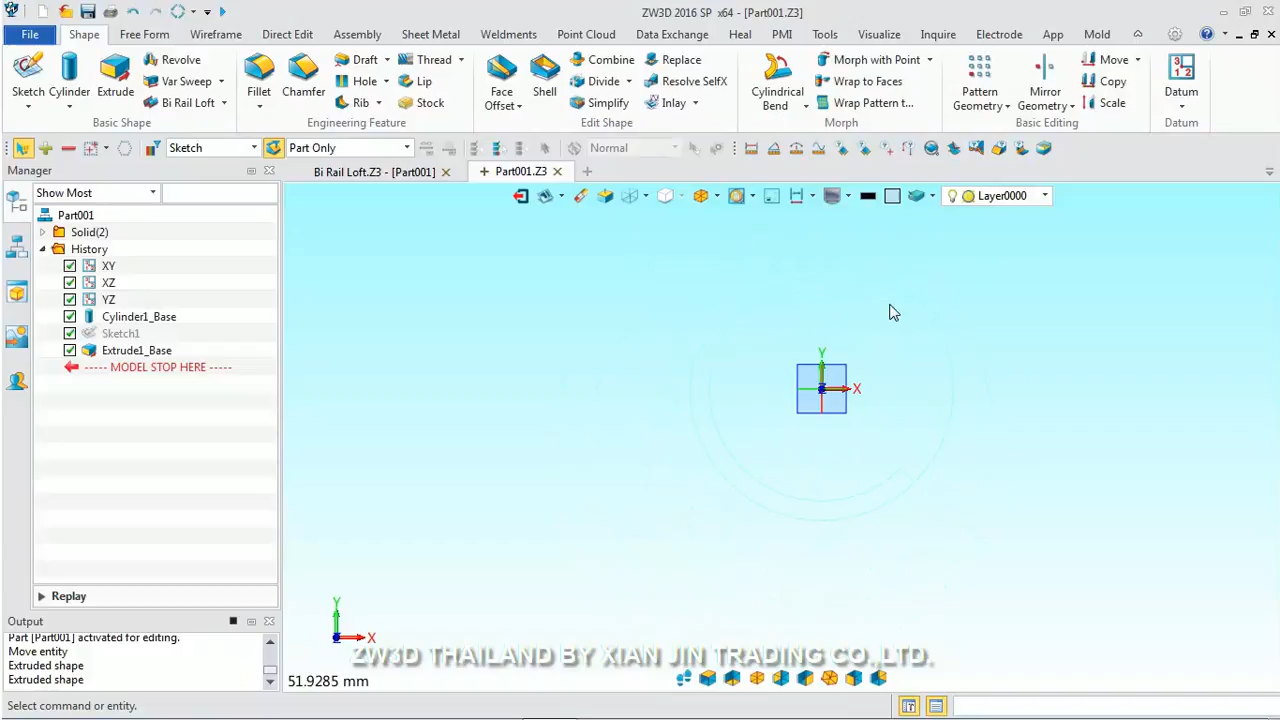 ZW3D 2016 SP x64 - [Part001.Z3]
File Shape Free Form Wireframe Direct Edit Assembly Sheet Metal Weldments Point Cloud Data Exchange Heal PMI Tools Visualize Inquire Electrode App Mold
Sketch Cylinder Extrude Revolve Var Sweep Bi Rail Loft
Basic Shape
Fillet Chamfer Draft Hole Rib Thread Lip Stock
Engineering Feature
Face Offset Shell Combine Divide Simplify Replace Resolve SelfX Inlay
Edit Shape
Cylindrical Bend Morph with Point Wrap to Faces Wrap Pattern t...
Morph
Pattern Geometry Mirror Geometry Move Copy Scale
Basic Editing
Datum
Datum
Sketch Part Only Normal
Manager
Bi Rail Loft.Z3 - [Part001] Part001.Z3
Show Most
Layer0000
Part001
Solid(2)
History
XY
XZ
YZ
Cylinder1_Base
Sketch1
Extrude1_Base
----- MODEL STOP HERE -----
Y
X
Replay
Output
Part [Part001] activated for editing.
Move entity
Extruded shape
Extruded shape
Y
X
ZW3D THAILAND BY XIAN JIN TRADING CO.,LTD.
51.9285 mm
Select command or entity.